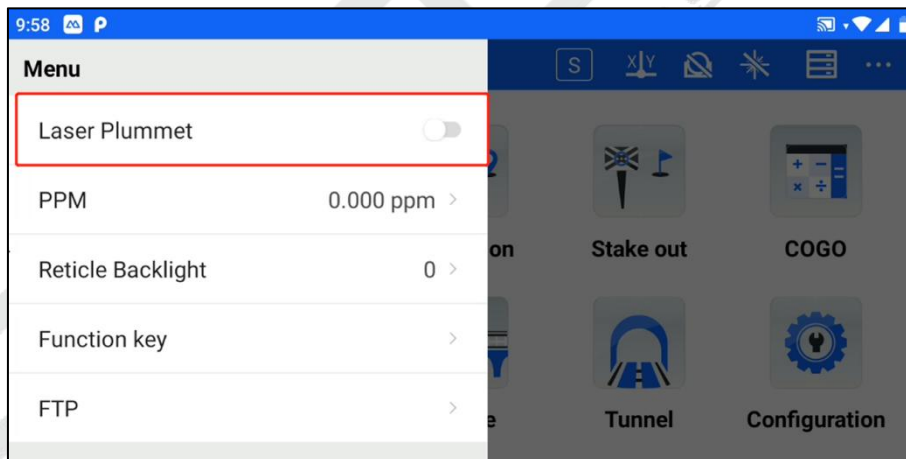 9:58
Menu
S X Y
Laser Plummet
PPM 0.000 ppm
Reticle Backlight 0
on Stake out COGO
Function key
FTP
e Tunnel Configuration